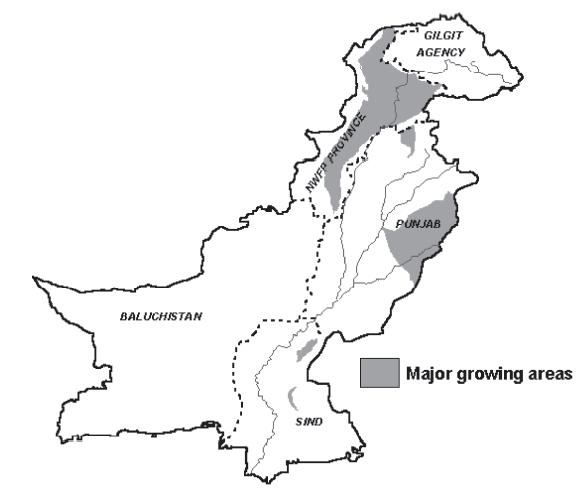 GILGIT
AGENCY
NWFP PROVINCE
PUNJAB
BALUCHISTAN
Major growing areas
SIND